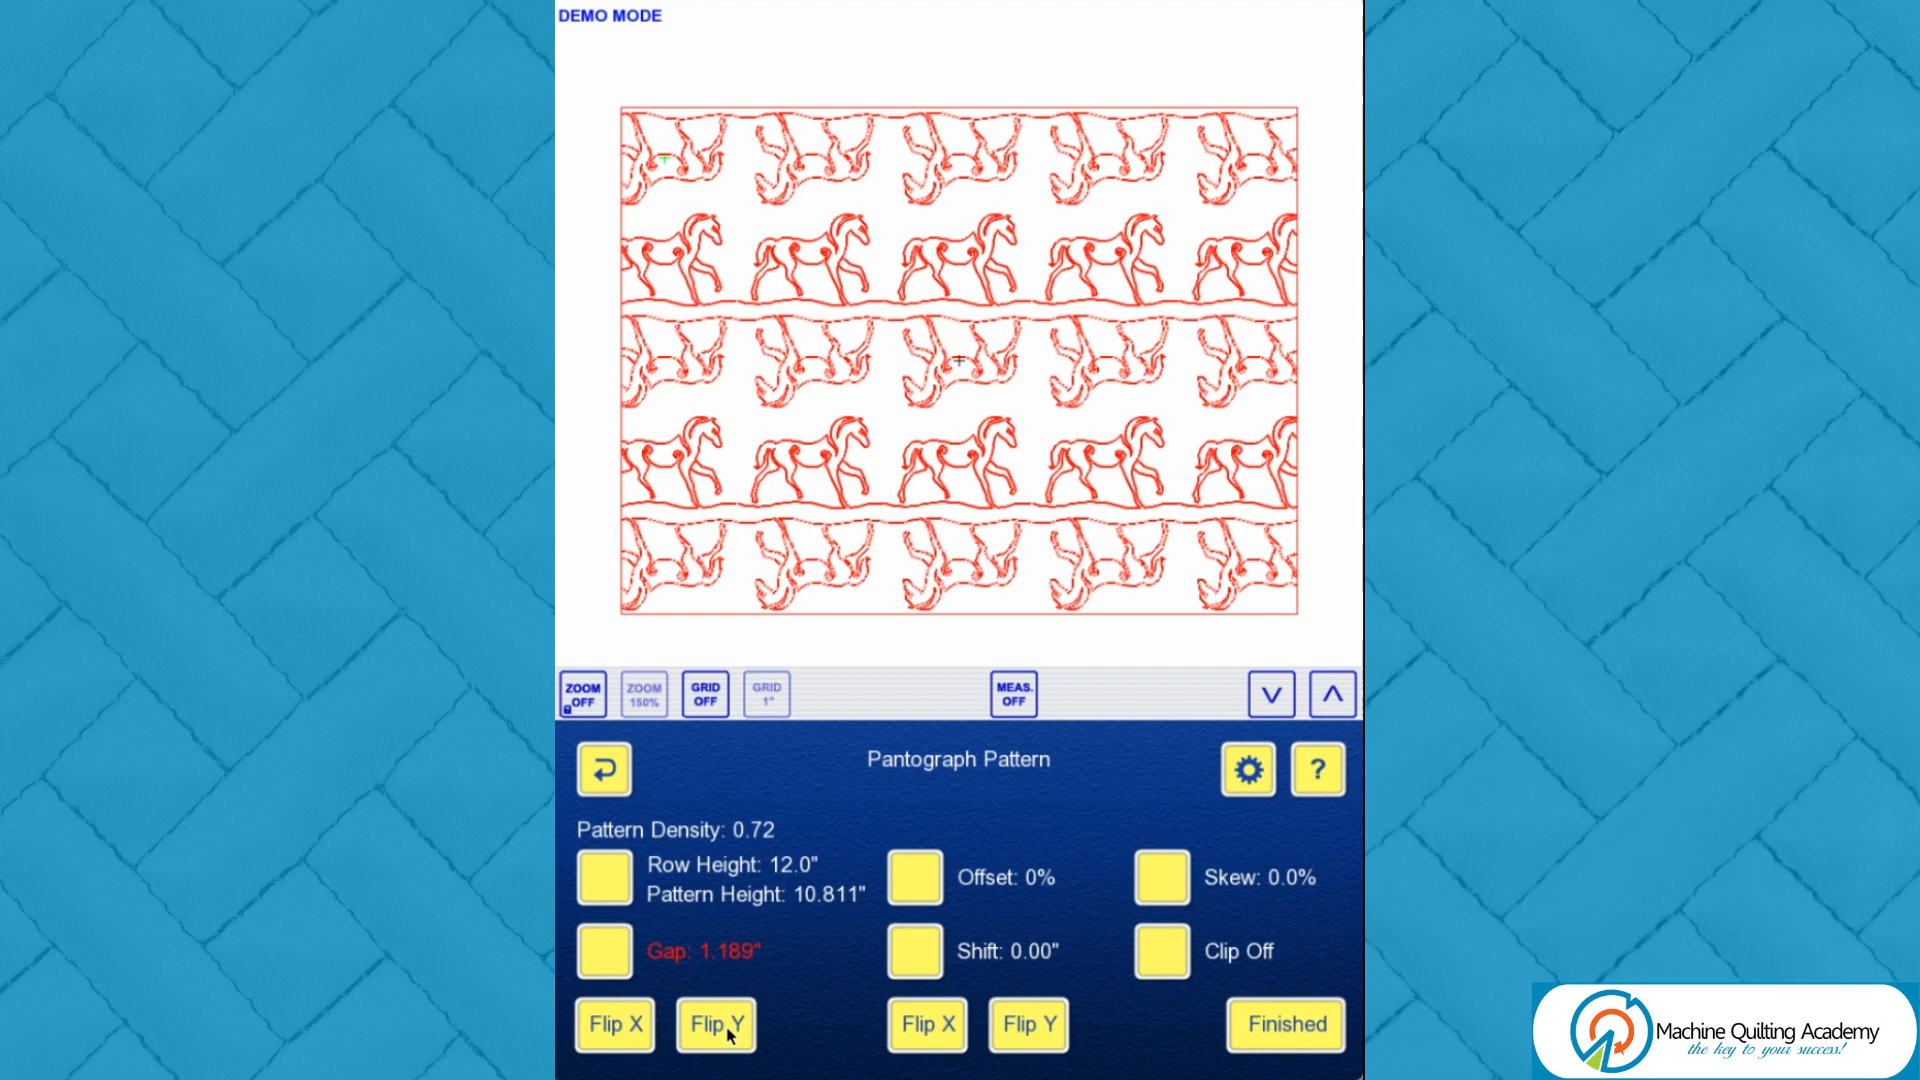 DEMO MODE
ZOOM OFF
ZOOM 150%
GRID OFF
GRID 1"
MEAS. OFF
V
Λ
Pantograph Pattern
?
Pattern Density: 0.72
Row Height: 12.0"
Pattern Height: 10.811"
Offset: 0%
Skew: 0.0%
Gap: 1.189"
Shift: 0.00"
Clip Off
Flip X
Flip Y
Flip X
Flip Y
Finished
Machine Quilting Academy
the key to your success!